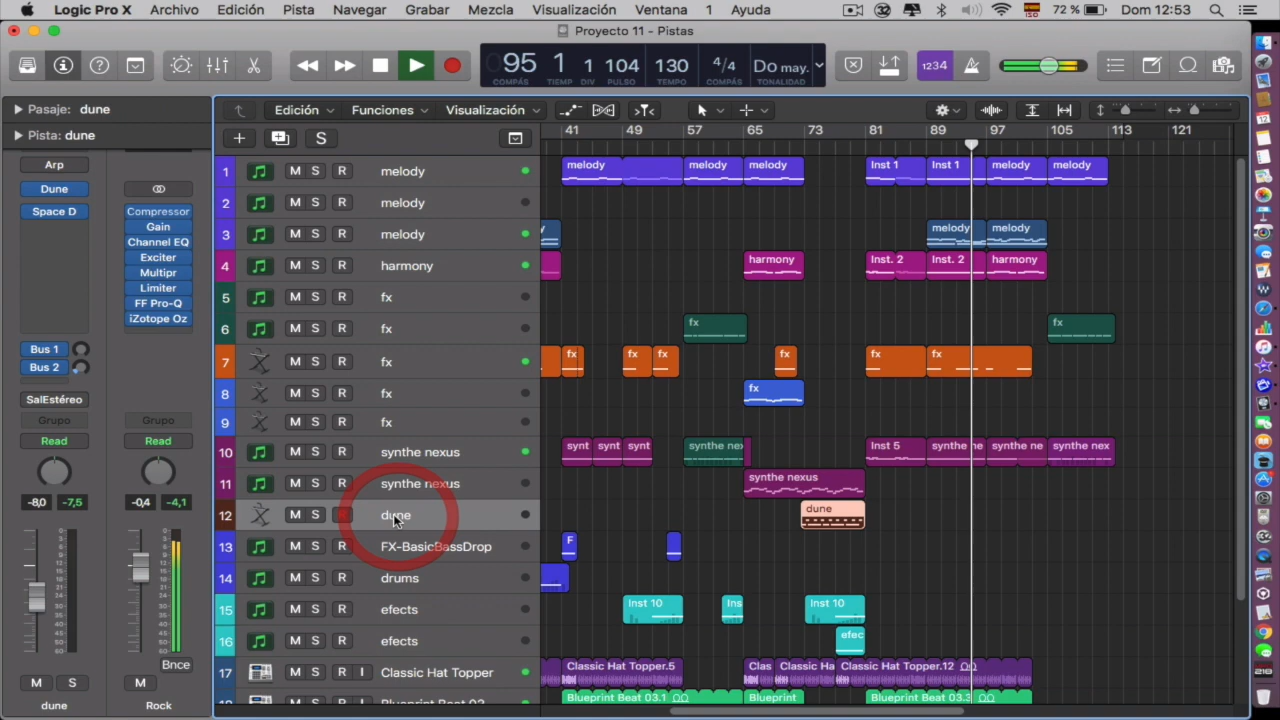 Logic Pro X Archivo Edición Pista Navegar Grabar Mezcla Visualización Ventana 1 Ayuda 72 % Dom 12:53
Proyecto 11 - Pistas
95 1 1 104 130 4/4 Do may. 1234
COMPÁS TIEMP DIV PULSO TEMPO COMPÁS TONALIDAD
Pasaje: dune
Pista: dune
Edición Funciones Visualización
S
41 49 57 65 73 81 89 97 105 113 121
Arp
Dune
Space D
Compressor
Gain
Channel EQ
Exciter
Multipr
Limiter
FF Pro-Q
iZotope Oz
Bus 1
Bus 2
SalEstéreo
Grupo Grupo
Read Read
-8,0 -7,5 -0,4 -4,1
Bnce
M S M
dune Rock
1 M S R melody melody melody melody Inst 1 Inst 1 melody melody
2 M S R melody
3 M S R melody melody melody
4 M S R harmony harmony Inst. 2 Inst. 2 harmony
5 M S R fx
6 M S R fx fx fx
7 M S R fx fx fx fx fx fx fx
8 M S R fx fx
9 M S R fx
10 M S R synthe nexus synt synt synt synthe nex Inst 5 synthe ne synthe ne synthe nex
11 M S R synthe nexus synthe nexus
12 M S R dune dune
13 M S R FX-BasicBassDrop F
14 M S R drums
15 M S R efects Inst 10 Ins Inst 10
16 M S R efects efec
17 M S R I Classic Hat Topper Classic Hat Topper.5 Clas Classic Ha Classic Hat Topper.12
Blueprint Beat 03.1 Blueprint Blueprint Beat 03.3